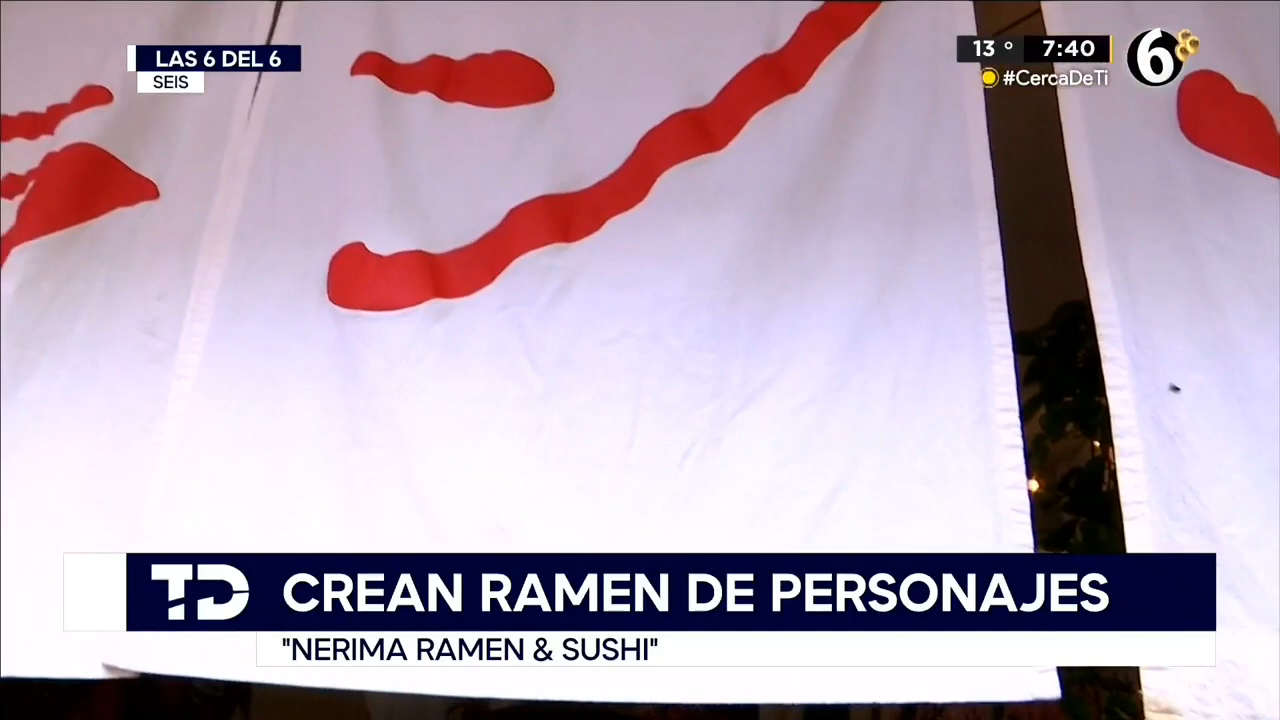 LAS 6 DEL 6
SEIS
13 ° 7:40
#CercaDeTi
6
TD CREAN RAMEN DE PERSONAJES
"NERIMA RAMEN & SUSHI"